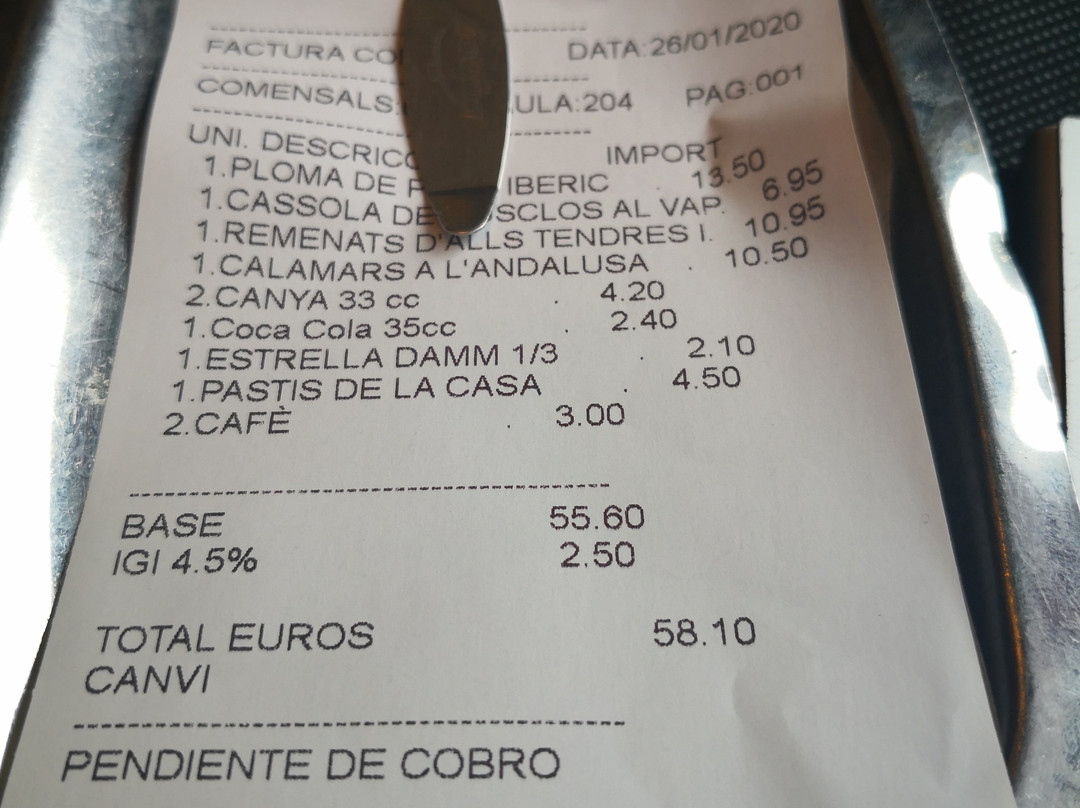 FACTURA CO DATA:26/01/2020
COMENSALS: ULA:204 PAG:001
UNI. DESCRIC IMPORT
1.PLOMA DE P IBERIC . 13.50
1.CASSOLA DE OSCLOS AL VAP. 6.95
1.REMENATS D'ALLS TENDRES I. 10.95
1.CALAMARS A L'ANDALUSA . 10.50
2.CANYA 33 cc . 4.20
1.Coca Cola 35cc . 2.40
1.ESTRELLA DAMM 1/3 . 2.10
1.PASTIS DE LA CASA . 4.50
2.CAFÈ . 3.00
BASE 55.60
IGI 4.5% 2.50
TOTAL EUROS 58.10
CANVI
PENDIENTE DE COBRO